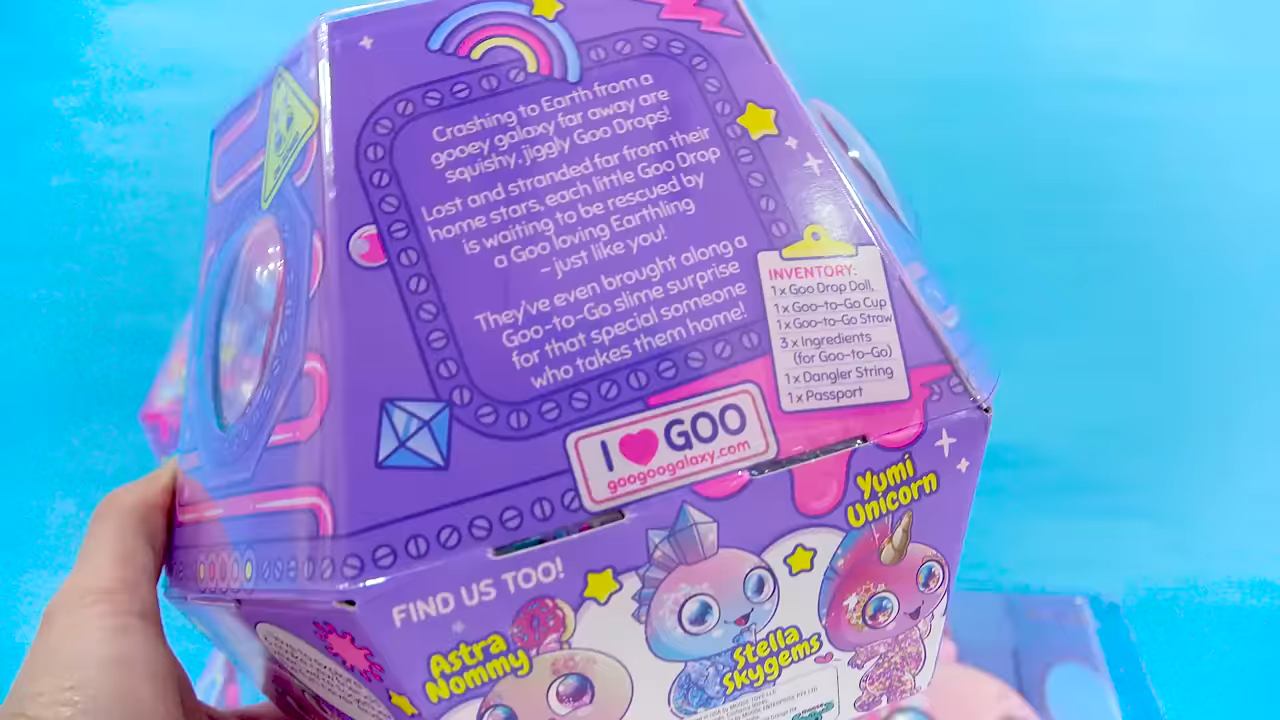 Crashing to Earth from a
gooey galaxy far away are
squishy, jiggly Goo Drops!
Lost and stranded far from their
home stars, each little Goo Drop
is waiting to be rescued by
a Goo loving Earthling
– just like you!
They've even brought along a
Goo-to-Go slime surprise
for that special someone
who takes them home!
INVENTORY:
1 x Goo Drop Doll,
1 x Goo-to-Go Cup
1 x Goo-to-Go Straw
3 x Ingredients
(for Goo-to-Go)
1 x Dangler String
1 x Passport
I ♥ GOO
googoogalaxy.com
FIND US TOO!
Astra
Nommy
Stella
Skygems
Yumi
Unicorn